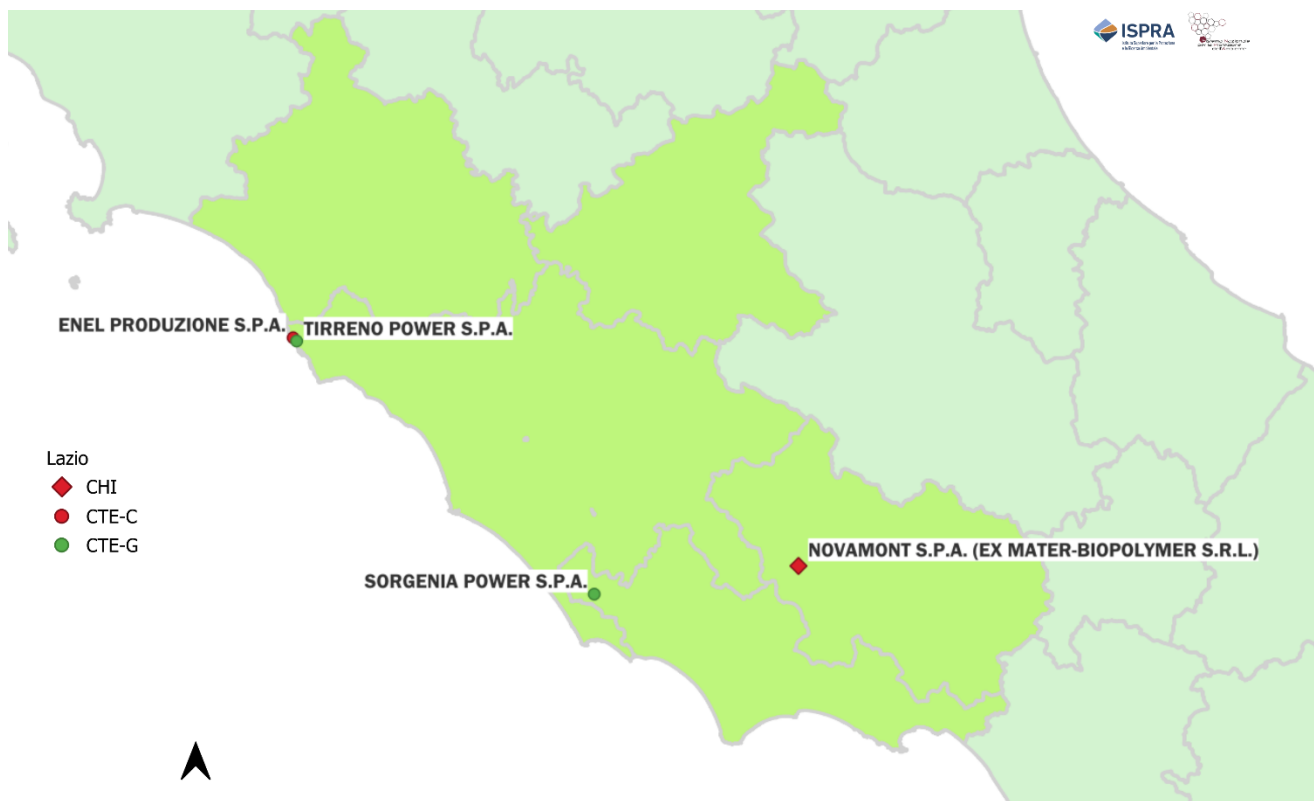 ISPRA
ENEL PRODUZIONE S.P.A.
TIRRENO POWER S.P.A.
Lazio
CHI
CTE-C
CTE-G
NOVAMONT S.P.A. (EX MATER-BIOPOLYMER S.R.L.)
SORGENIA POWER S.P.A.